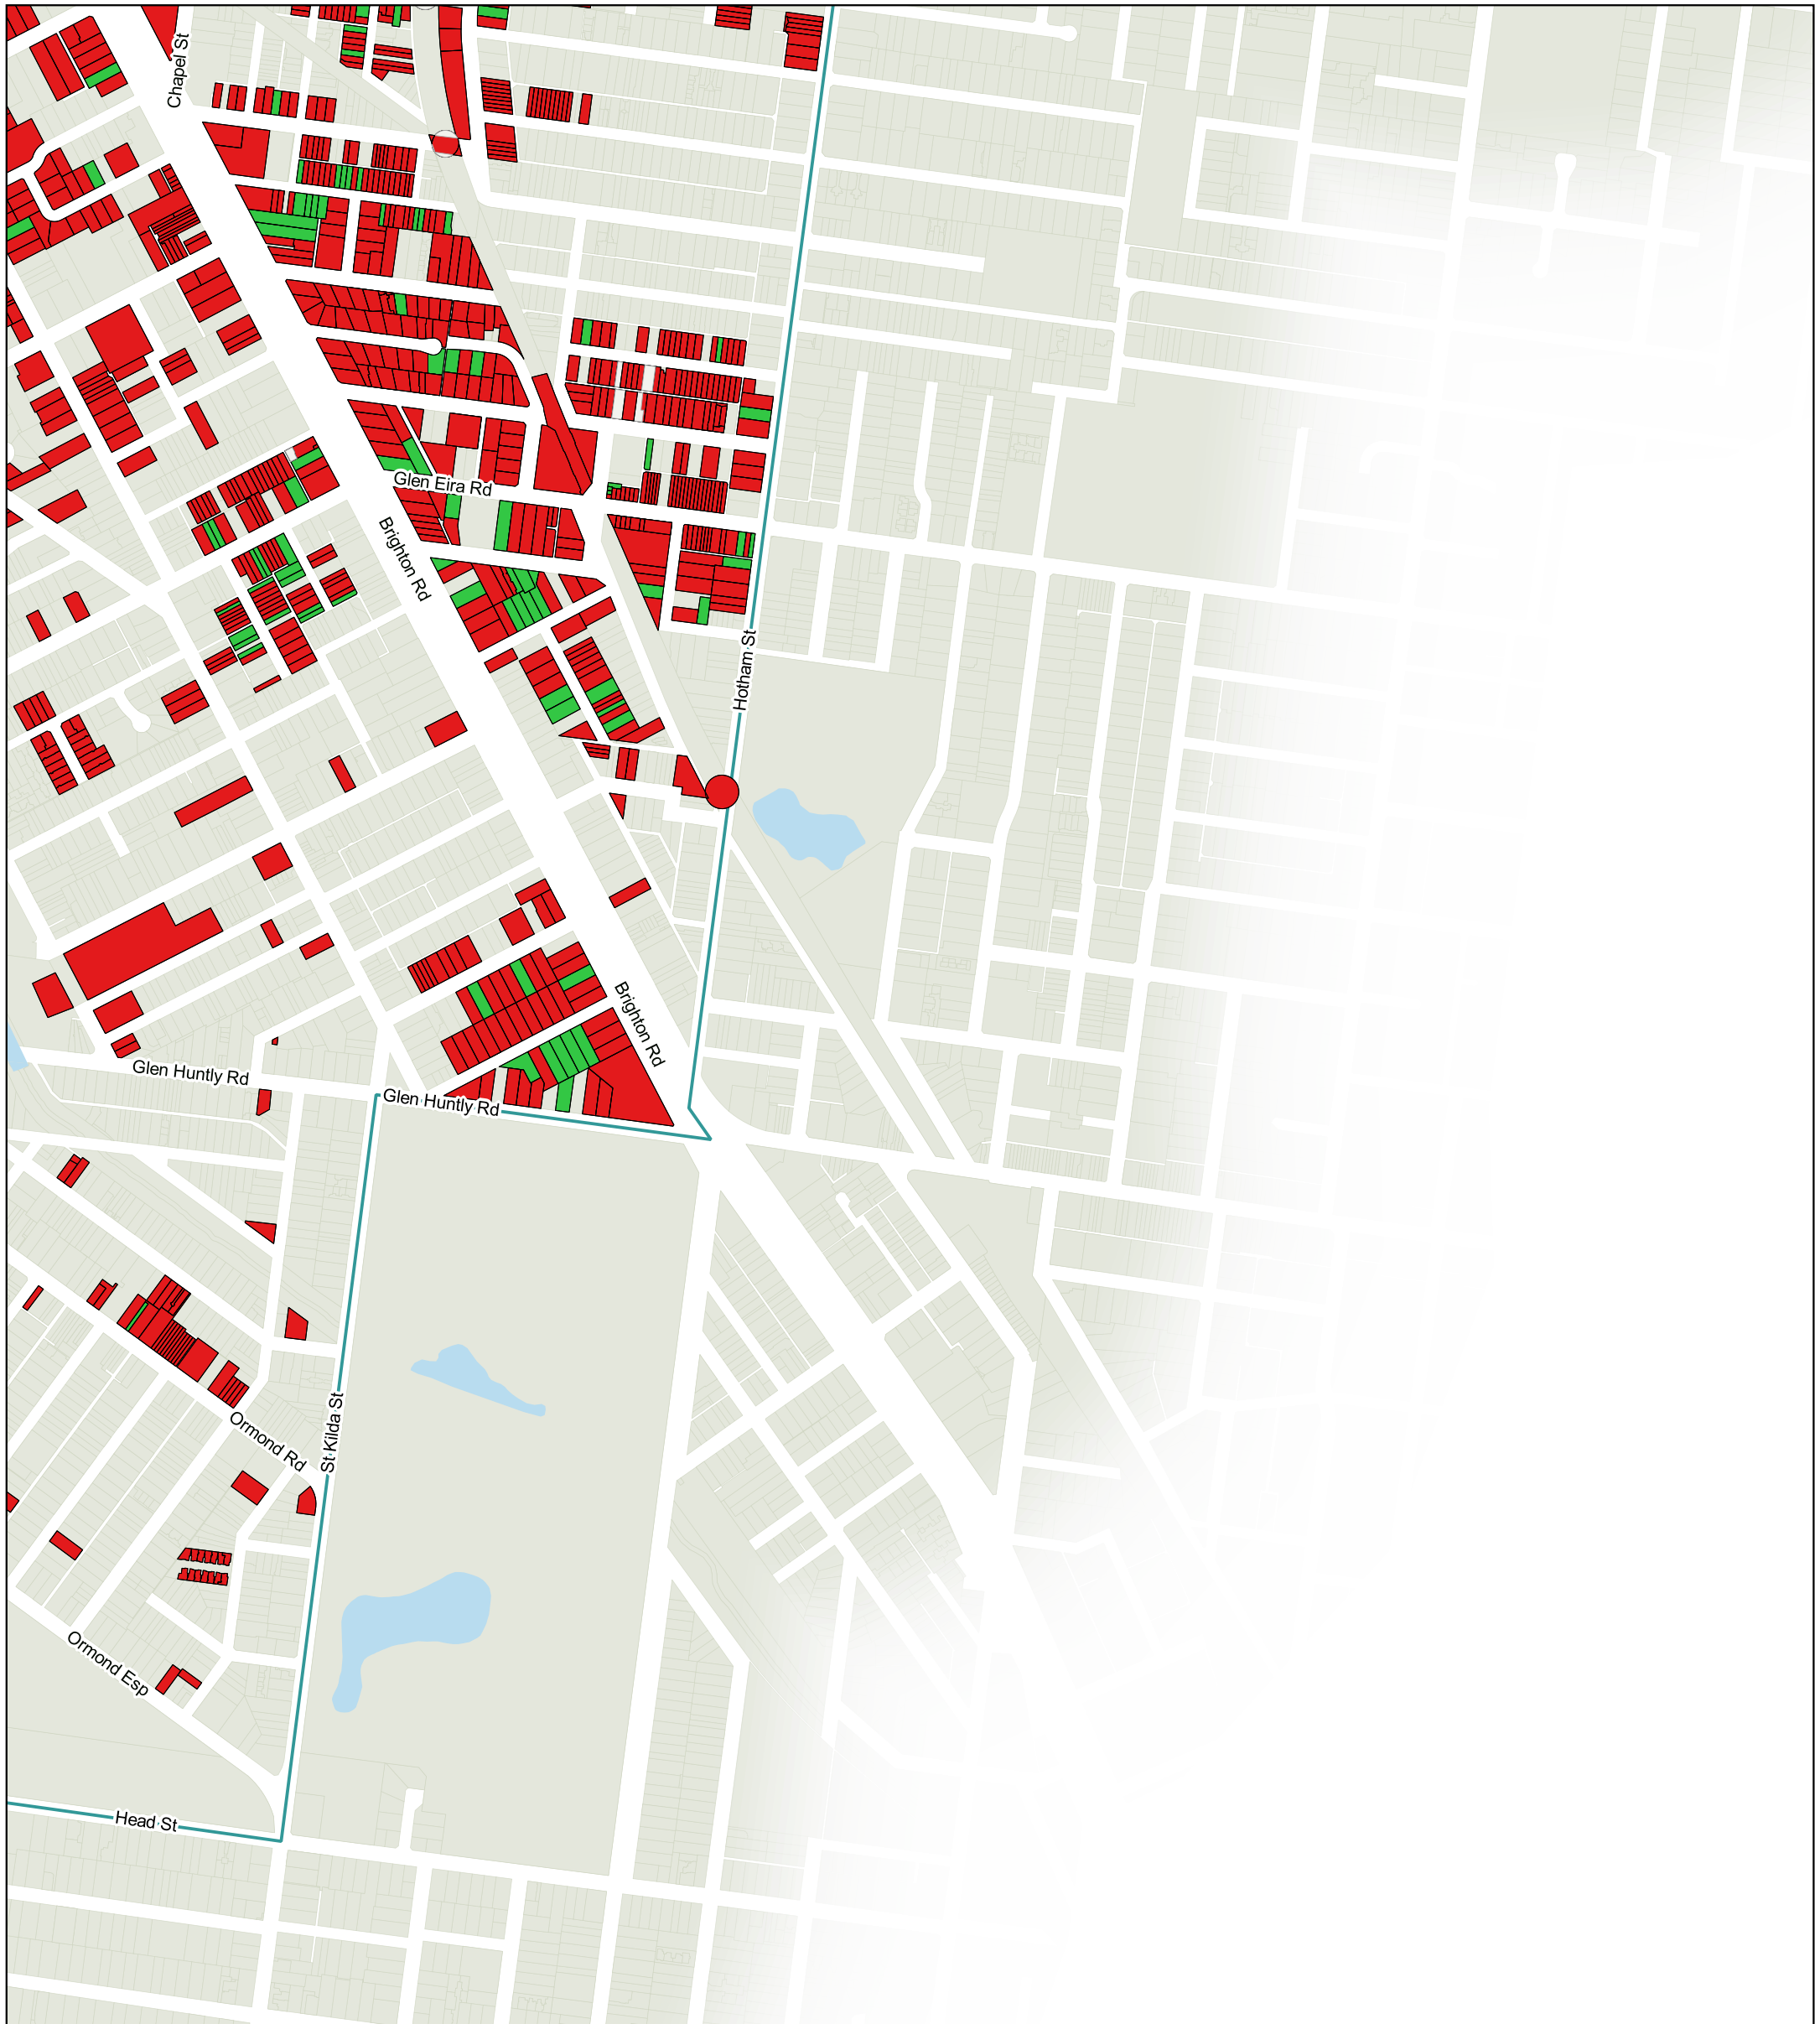 Chapel St
Glen Eira Rd
Brighton Rd
Hotham St
Brighton Rd
Glen Huntly Rd
Glen Huntly Rd
St Kilda St
Ormond Rd
Ormond Esp
Head St